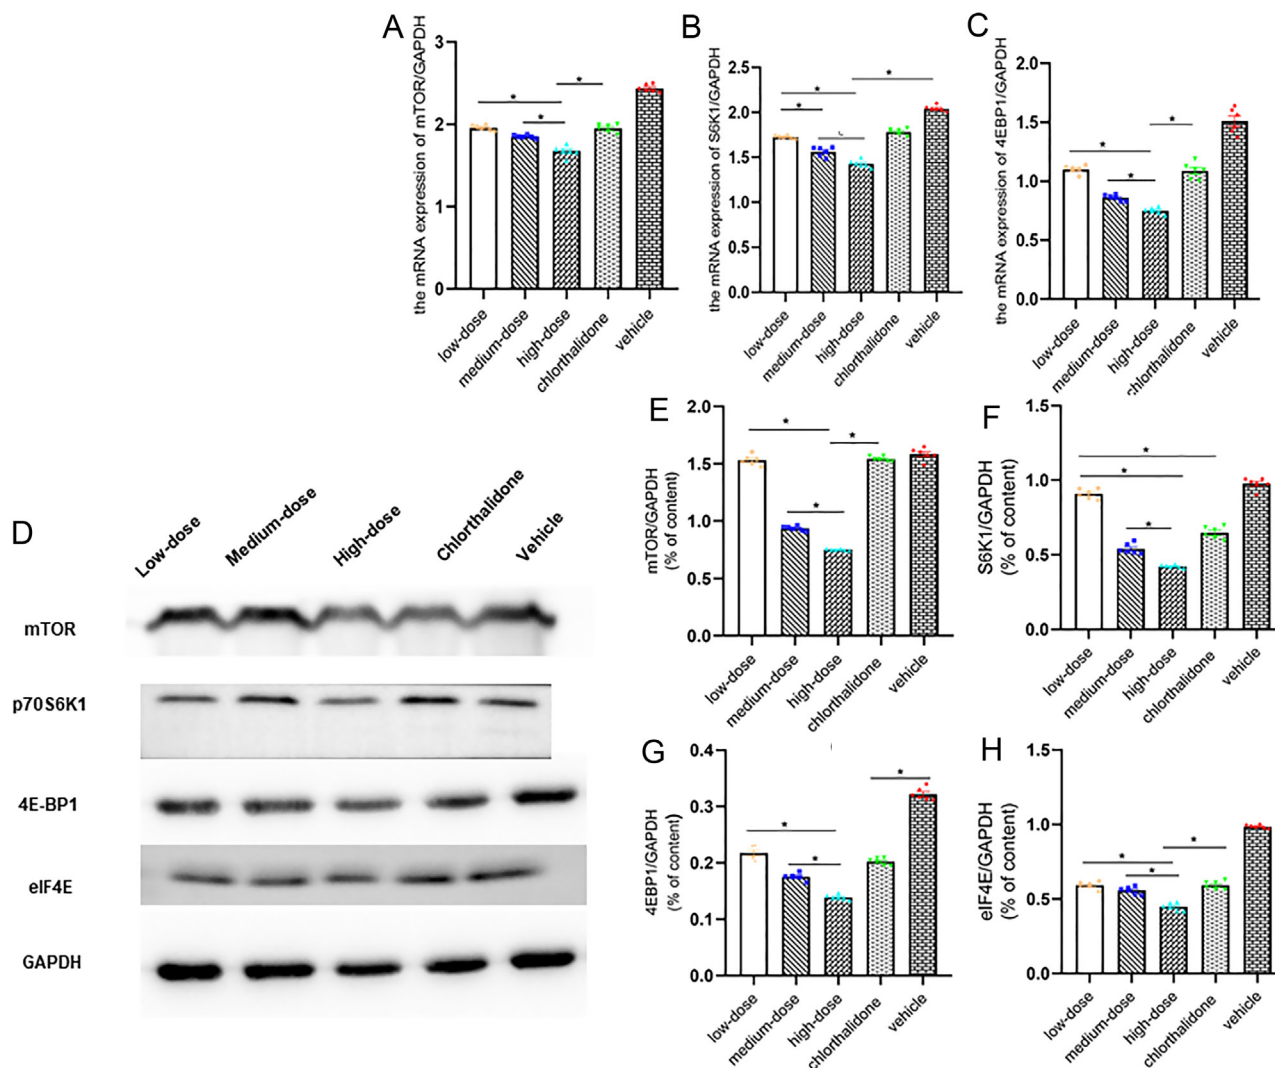 A
the mRNA expression of mTOR/GAPDH
3
2
1
0
*
*
*
low-dose
medium-dose
high-dose
chlorthalidone
vehicle
B
the mRNA expression of S6K1/GAPDH
2.5
2.0
1.5
1.0
0.5
0.0
*
*
*
low-dose
medium-dose
high-dose
chlorthalidone
vehicle
C
the mRNA expression of 4EBP1/GAPDH
2.0
1.5
1.0
0.5
0.0
*
*
*
low-dose
medium-dose
high-dose
chlorthalidone
vehicle
D
Low-dose
Medium-dose
High-dose
Chlorthalidone
Vehicle
mTOR
p70S6K1
4E-BP1
eIF4E
GAPDH
E
mTOR/GAPDH
(% of content)
2.0
1.5
1.0
0.5
0.0
*
*
*
low-dose
medium-dose
high-dose
chlorthalidone
vehicle
F
S6K1/GAPDH
(% of content)
1.5
1.0
0.5
0.0
*
*
*
low-dose
medium-dose
high-dose
chlorthalidone
vehicle
G
4EBP1/GAPDH
(% of content)
0.4
0.3
0.2
0.1
0.0
*
*
*
low-dose
medium-dose
high-dose
chlorthalidone
vehicle
H
eIF4E/GAPDH
(% of content)
1.5
1.0
0.5
0.0
*
*
*
low-dose
medium-dose
high-dose
chlorthalidone
vehicle